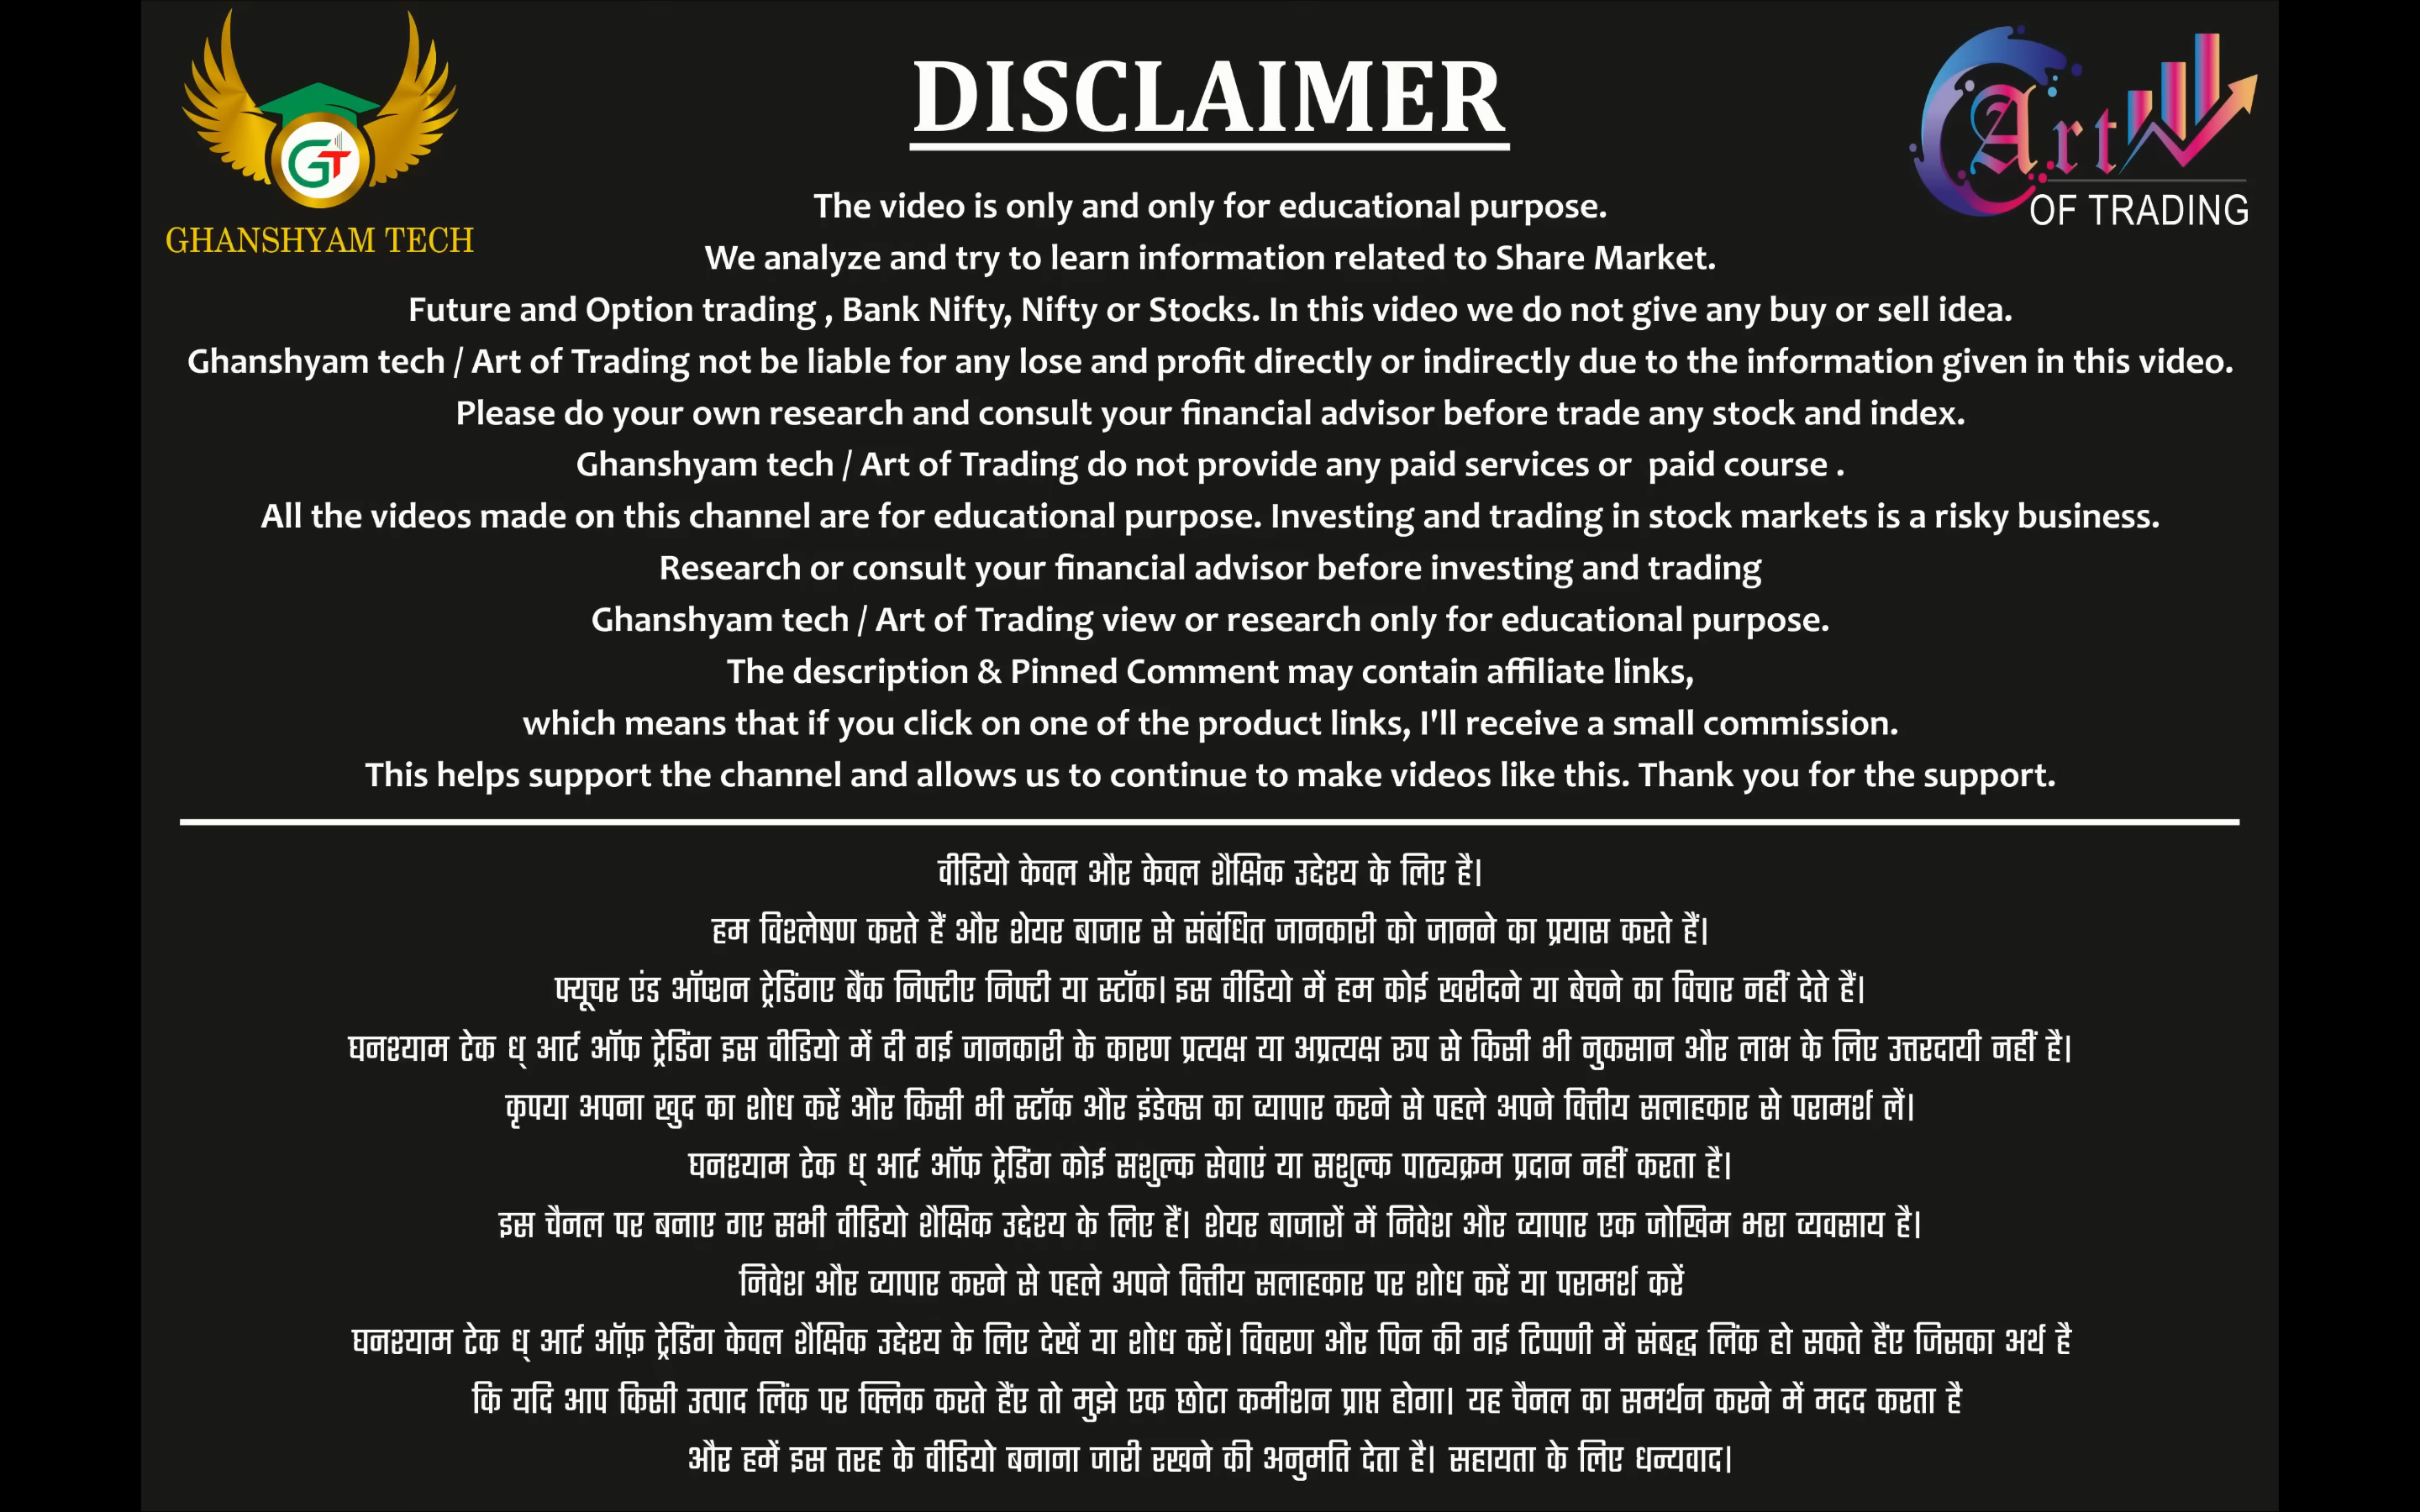 GHANSHYAM TECH
DISCLAIMER
Art
OF TRADING
The video is only and only for educational purpose.
We analyze and try to learn information related to Share Market.
Future and Option trading , Bank Nifty, Nifty or Stocks. In this video we do not give any buy or sell idea.
Ghanshyam tech / Art of Trading not be liable for any lose and profit directly or indirectly due to the information given in this video.
Please do your own research and consult your financial advisor before trade any stock and index.
Ghanshyam tech / Art of Trading do not provide any paid services or  paid course .
All the videos made on this channel are for educational purpose. Investing and trading in stock markets is a risky business.
Research or consult your financial advisor before investing and trading
Ghanshyam tech / Art of Trading view or research only for educational purpose.
The description & Pinned Comment may contain affiliate links,
which means that if you click on one of the product links, I'll receive a small commission.
This helps support the channel and allows us to continue to make videos like this. Thank you for the support.
वीडियो केवल और केवल शैक्षिक उद्देश्य के लिए है।
हम विश्लेषण करते हैं और शेयर बाजार से संबंधित जानकारी को जानने का प्रयास करते हैं।
फ्यूचर एंड ऑप्शन ट्रेडिंगए बैंक निफ्टीए निफ्टी या स्टॉक। इस वीडियो में हम कोई खरीदने या बेचने का विचार नहीं देते हैं।
घनश्याम टेक ध् आर्ट ऑफ ट्रेडिंग इस वीडियो में दी गई जानकारी के कारण प्रत्यक्ष या अप्रत्यक्ष रूप से किसी भी नुकसान और लाभ के लिए उत्तरदायी नहीं है।
कृपया अपना खुद का शोध करें और किसी भी स्टॉक और इंडेक्स का व्यापार करने से पहले अपने वित्तीय सलाहकार से परामर्श लें।
घनश्याम टेक ध् आर्ट ऑफ ट्रेडिंग कोई सशुल्क सेवाएं या सशुल्क पाठ्यक्रम प्रदान नहीं करता है।
इस चैनल पर बनाए गए सभी वीडियो शैक्षिक उद्देश्य के लिए हैं। शेयर बाजारों में निवेश और व्यापार एक जोखिम भरा व्यवसाय है।
निवेश और व्यापार करने से पहले अपने वित्तीय सलाहकार पर शोध करें या परामर्श करें
घनश्याम टेक ध् आर्ट ऑफ़ ट्रेडिंग केवल शैक्षिक उद्देश्य के लिए देखें या शोध करें। विवरण और पिन की गई टिप्पणी में संबद्ध लिंक हो सकते हैंए जिसका अर्थ है
कि यदि आप किसी उत्पाद लिंक पर क्लिक करते हैंए तो मुझे एक छोटा कमीशन प्राप्त होगा। यह चैनल का समर्थन करने में मदद करता है
और हमें इस तरह के वीडियो बनाना जारी रखने की अनुमति देता है। सहायता के लिए धन्यवाद।